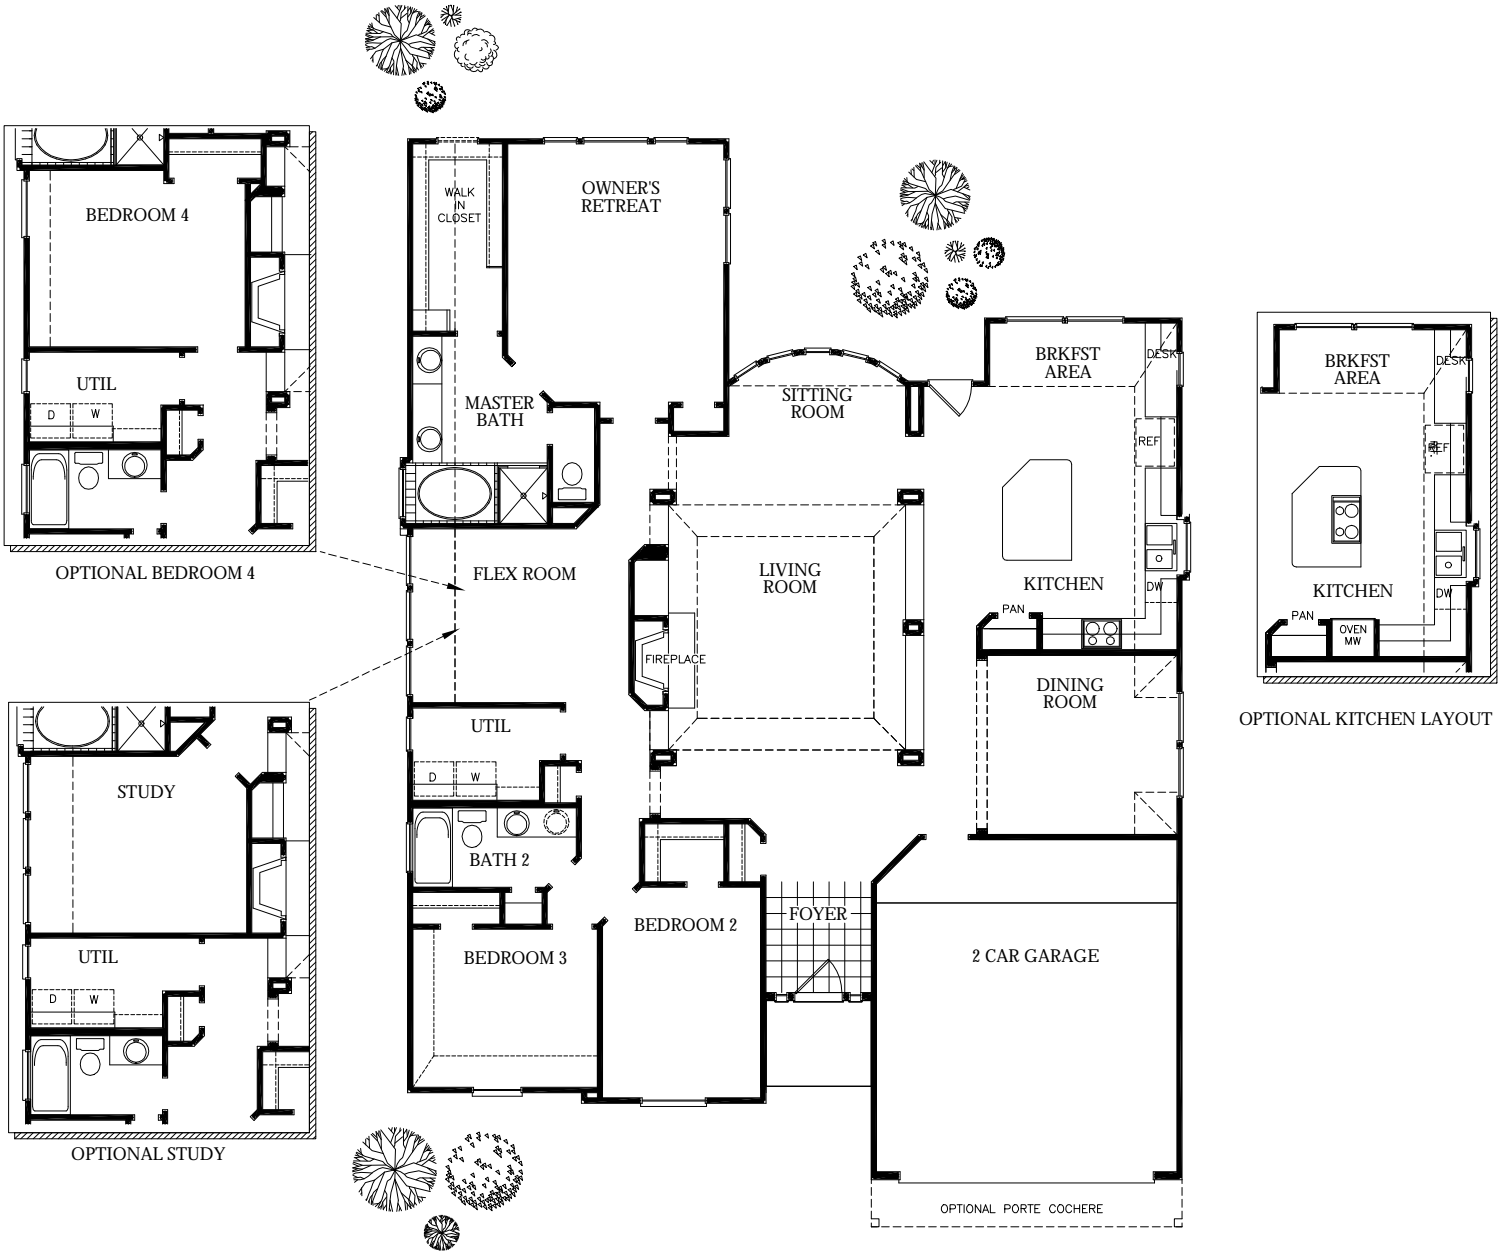 BEDROOM 4
UTIL
D
W
OPTIONAL BEDROOM 4
STUDY
UTIL
D
W
OPTIONAL STUDY
WALK
IN
CLOSET
OWNER'S
RETREAT
MASTER
BATH
FLEX ROOM
UTIL
D
W
BATH 2
BEDROOM 3
BEDROOM 2
FOYER
SITTING
ROOM
LIVING
ROOM
FIREPLACE
BRKFST
AREA
DESK
REF
KITCHEN
DW
PAN
DINING
ROOM
2 CAR GARAGE
OPTIONAL PORTE COCHERE
BRKFST
AREA
DESK
REF
KITCHEN
DW
PAN
OVEN
MW
OPTIONAL KITCHEN LAYOUT